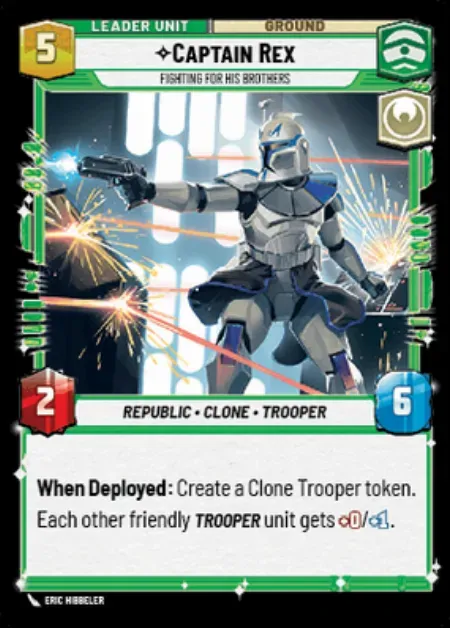 LEADER UNIT
GROUND
5
CAPTAIN REX
FIGHTING FOR HIS BROTHERS
2
REPUBLIC • CLONE • TROOPER
6
When Deployed: Create a Clone Trooper token.
Each other friendly TROOPER unit gets +0/+1.
ERIC HIBBELER